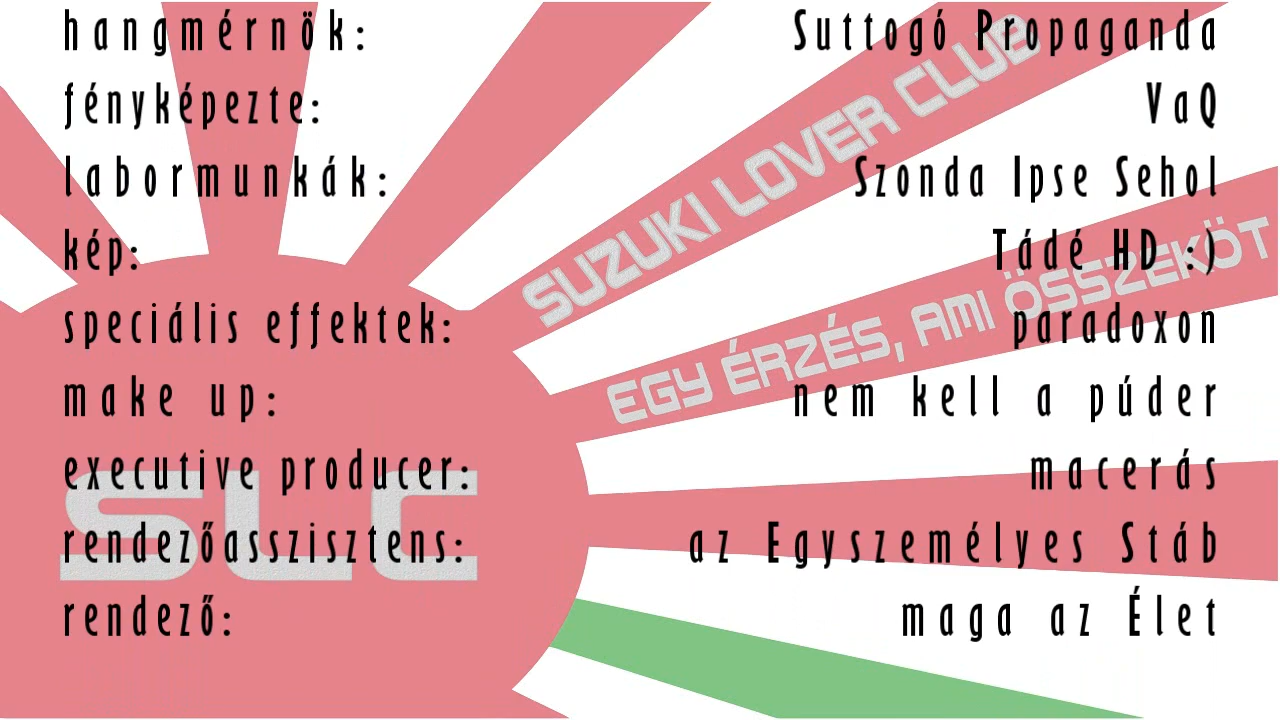 hangmérnök: Suttogó Propaganda
fényképezte: VaQ
labormunkák: Szonda Ipse Sehol
kép: Tádé HD :)
speciális effektek: paradoxon
make up: nem kell a púder
executive producer: macerás
rendezőasszisztens: az Egyszemélyes Stáb
rendező: maga az Élet
SUZUKI LOVER CLUB
EGY ÉRZÉS, AMI ÖSSZEKÖT
SLC